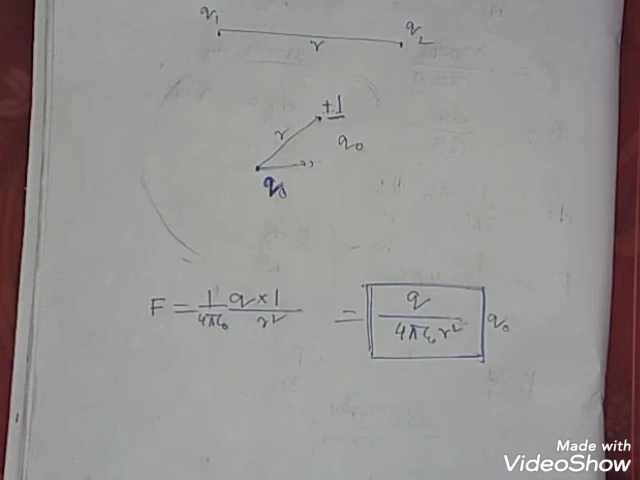 q₁ q₂
r
+1
r
q₀
q₀
F = 1/4πε₀ q×1/r² = q/4πε₀r² q₀
Made with
VideoShow